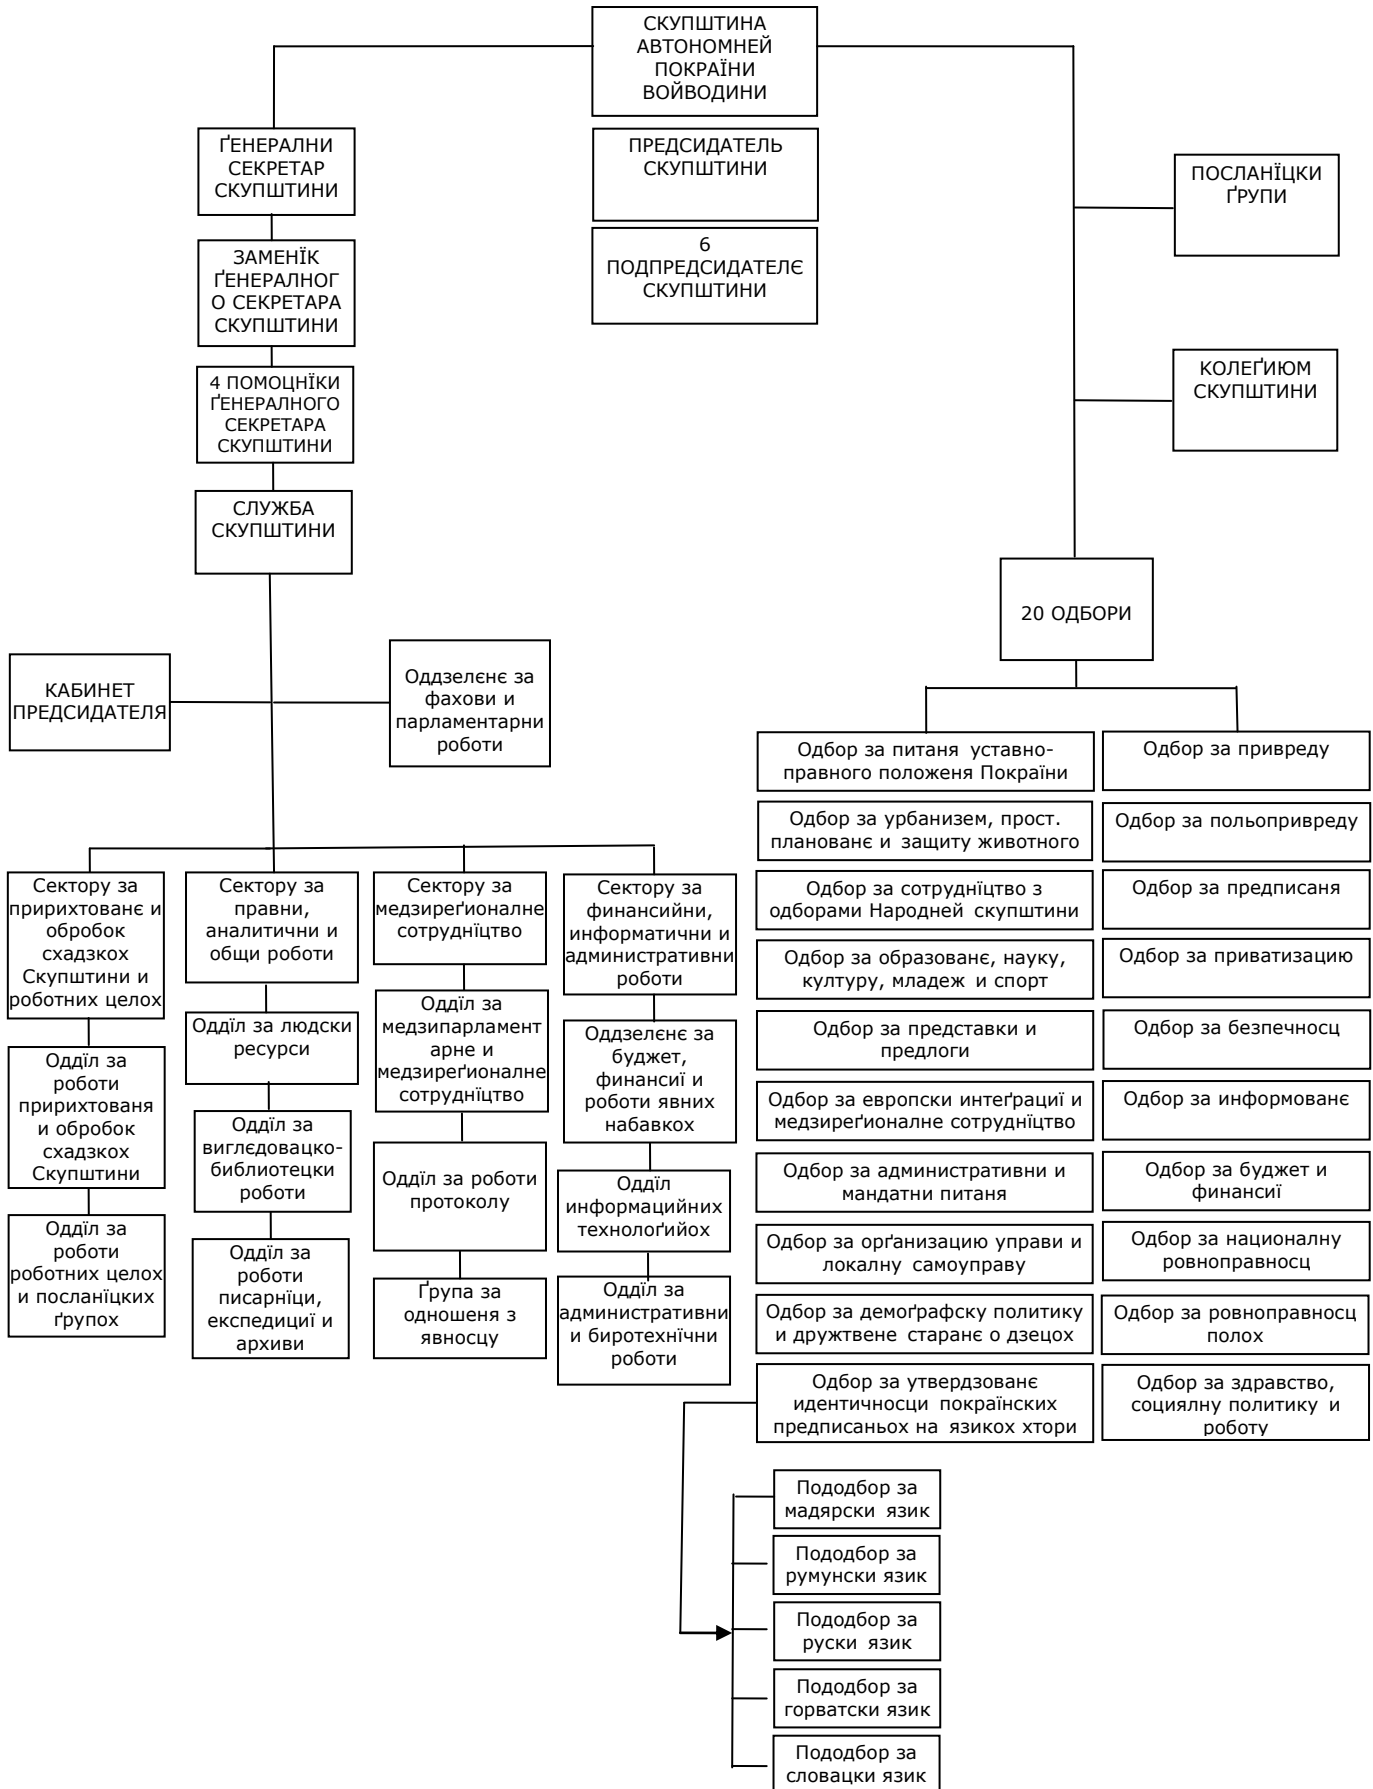 СКУПШТИНА
АВТОНОМНЕЙ
ПОКРАЇНИ
ВОЙВОДИНИ
ПРЕДСИДАТЕЛЬ
СКУПШТИНИ
6
ПОДПРЕДСИДАТЕЛЄ
СКУПШТИНИ
ҐЕНЕРАЛНИ
СЕКРЕТАР
СКУПШТИНИ
ЗАМЕНЇК
ҐЕНЕРАЛНОГ
О СЕКРЕТАРА
СКУПШТИНИ
4 ПОМОЦНЇКИ
ҐЕНЕРАЛНОГО
СЕКРЕТАРА
СКУПШТИНИ
СЛУЖБА
СКУПШТИНИ
ПОСЛАНЇЦКИ
ҐРУПИ
КОЛЕҐИЮМ
СКУПШТИНИ
20 ОДБОРИ
КАБИНЕТ
ПРЕДСИДАТЕЛЯ
Оддзелєнє за
фахови и
парламентарни
роботи
Сектору за
пририхтованє и
обробок
схадзкох
Скупштини и
роботних целох
Оддїл за
роботи
пририхтованя
и обробок
схадзкох
Скупштини
Оддїл за
роботи
роботних целох
и посланїцких
ґрупох
Сектору за
правни,
аналитични и
общи роботи
Оддїл за людски
ресурси
Оддїл за
виглєдовацко-
библиотецки
роботи
Оддїл за
роботи
писарнїци,
експедициї и
архиви
Сектору за
медзиреґионалне
сотруднїцтво
Оддїл за
медзипарламент
арне и
медзиреґионалне
сотруднїцтво
Оддїл за роботи
протоколу
Ґрупа за
одношеня з
явносцу
Сектору за
финансийни,
информатични и
административни
роботи
Оддзелєнє за
буджет,
финансиї и
роботи явних
набавкох
Оддїл
информацийних
технолоґийох
Оддїл за
административни
и биротехнїчни
роботи
Одбор за питаня уставно-
правного положеня Покраїни
Одбор за урбанизем, прост.
плановане и защиту животного
Одбор за сотруднїцтво з
одборами Народней скупштини
Одбор за образованє, науку,
културу, младеж и спорт
Одбор за представки и
предлоги
Одбор за европски интеґрациї и
медзиреґионалне сотруднїцтво
Одбор за административни и
мандатни питаня
Одбор за орґанизацию управи и
локалну самоуправу
Одбор за демоґрафску политику
и дружтвене старанє о дзецох
Одбор за утвердзованє
идентичносци покраїнских
предписаньох на язикох хтори
Одбор за привреду
Одбор за польопривреду
Одбор за предписаня
Одбор за приватизацию
Одбор за безпечносц
Одбор за информованє
Одбор за буджет и
финансиї
Одбор за националну
ровноправносц
Одбор за ровноправносц
полох
Одбор за здравство,
социялну политику и
роботу
Пододбор за
мадярски язик
Пододбор за
румунски язик
Пододбор за
руски язик
Пододбор за
горватски язик
Пододбор за
словацки язик